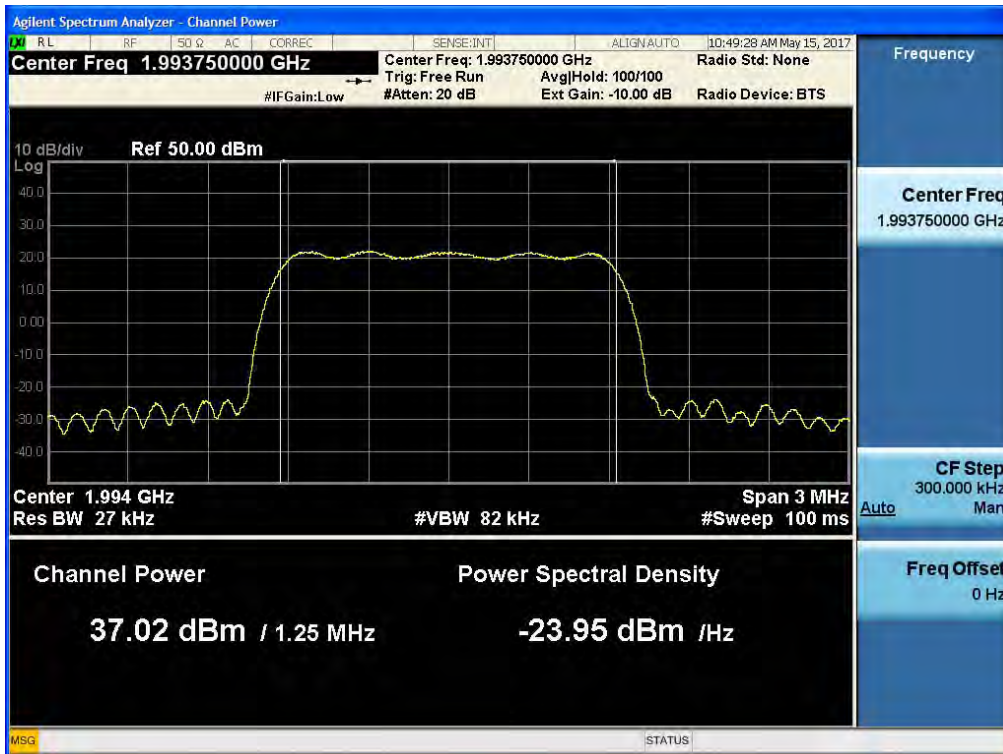 Agilent Spectrum Analyzer - Channel Power
LXI RL RF 50 Ω AC CORREC SENSE:INT ALIGNAUTO 10:49:28 AM May 15, 2017
Center Freq 1.993750000 GHz
Center Freq: 1.993750000 GHz Radio Std: None
Trig: Free Run Avg|Hold: 100/100
#IFGain:Low #Atten: 20 dB Ext Gain: -10.00 dB Radio Device: BTS
10 dB/div Ref 50.00 dBm
Log
40.0
30.0
20.0
10.0
0.00
-10.0
-20.0
-30.0
-40.0
Center 1.994 GHz Span 3 MHz
Res BW 27 kHz #VBW 82 kHz #Sweep 100 ms
Channel Power Power Spectral Density
37.02 dBm / 1.25 MHz -23.95 dBm /Hz
MSG STATUS
Frequency
Center Freq
1.993750000 GHz
CF Step
300.000 kHz
Auto Man
Freq Offset
0 Hz